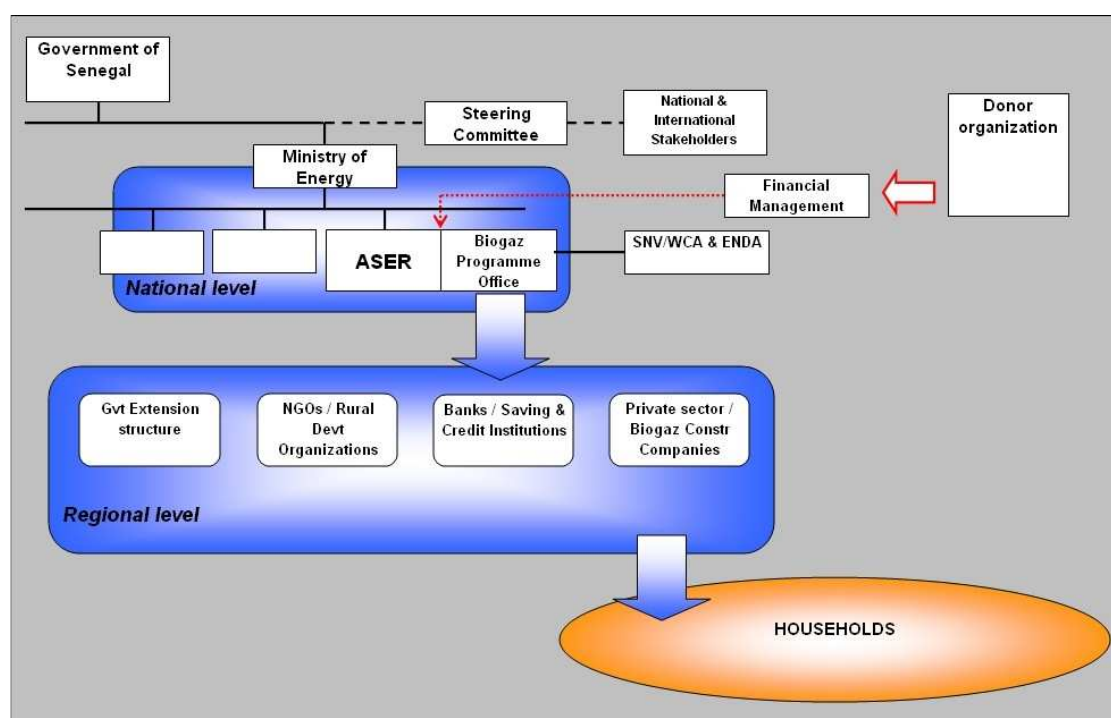 Government of
Senegal
Steering
Committee
National &
International
Stakeholders
Donor
organization
Ministry of
Energy
Financial
Management
ASER
Biogaz
Programme
Office
SNV/WCA & ENDA
National level
Gvt Extension
structure
NGOs / Rural
Devt
Organizations
Banks / Saving &
Credit Institutions
Private sector /
Biogaz Constr
Companies
Regional level
HOUSEHOLDS